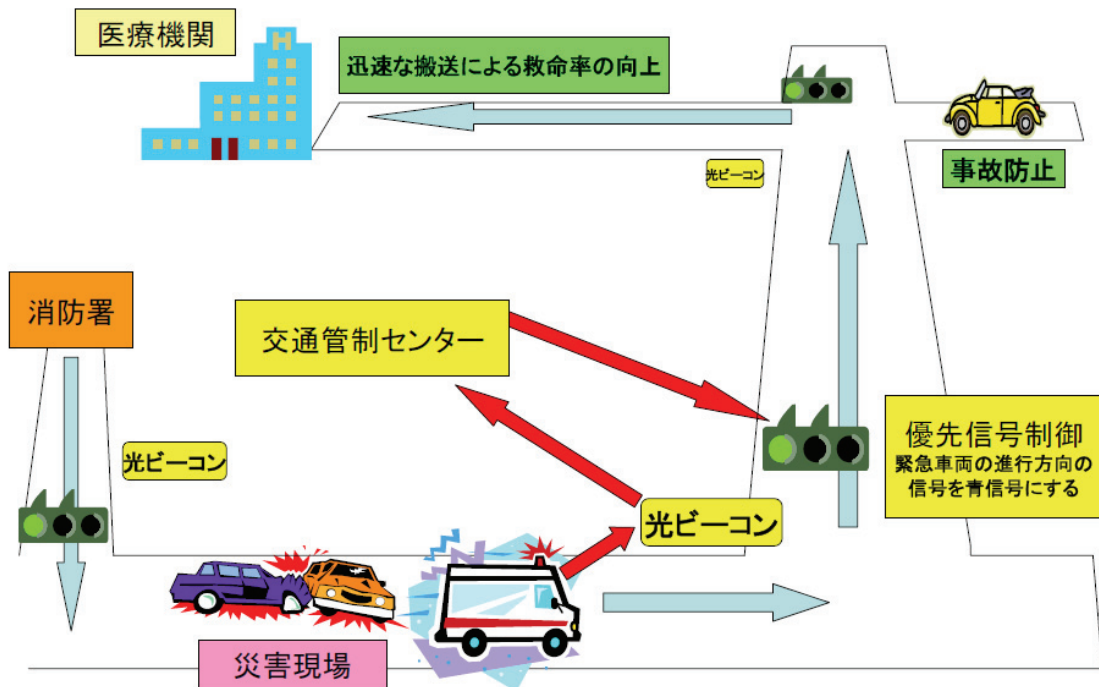 医療機関
迅速な搬送による救命率の向上
光ビーコン
事故防止
消防署
交通管制センター
光ビーコン
優先信号制御
緊急車両の進行方向の
信号を青信号にする
光ビーコン
災害現場